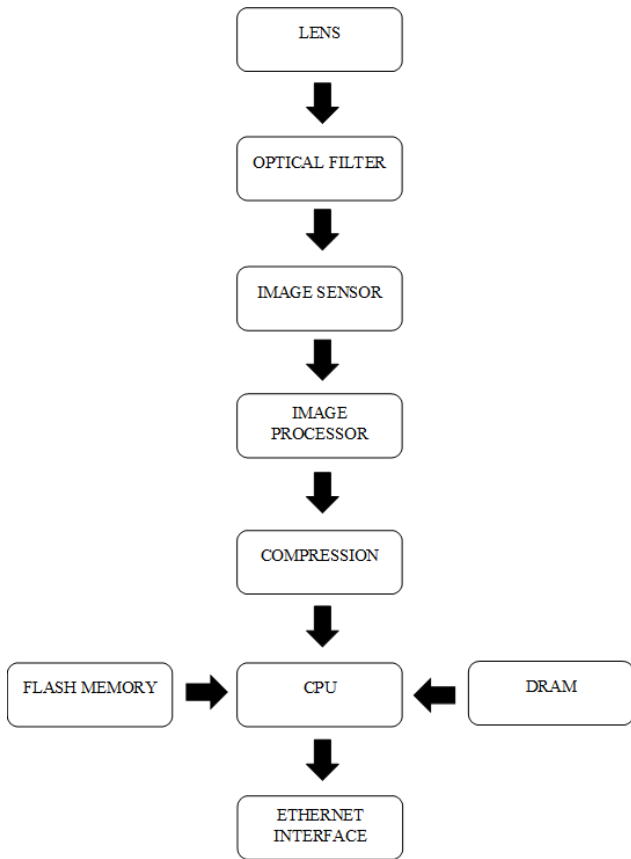 LENS
OPTICAL FILTER
IMAGE SENSOR
IMAGE
PROCESSOR
COMPRESSION
FLASH MEMORY
CPU
DRAM
ETHERNET
INTERFACE